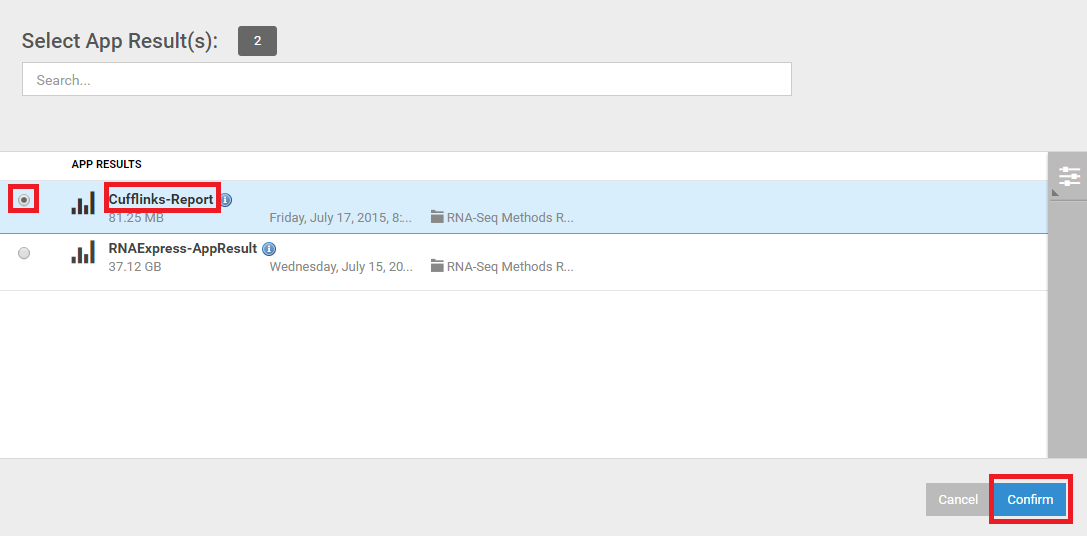 Select App Result(s): 2
Search...
APP RESULTS
Cufflinks-Report
81.25 MB Friday, July 17, 2015, 8:... RNA-Seq Methods R...
RNAExpress-AppResult
37.12 GB Wednesday, July 15, 20... RNA-Seq Methods R...
Cancel Confirm